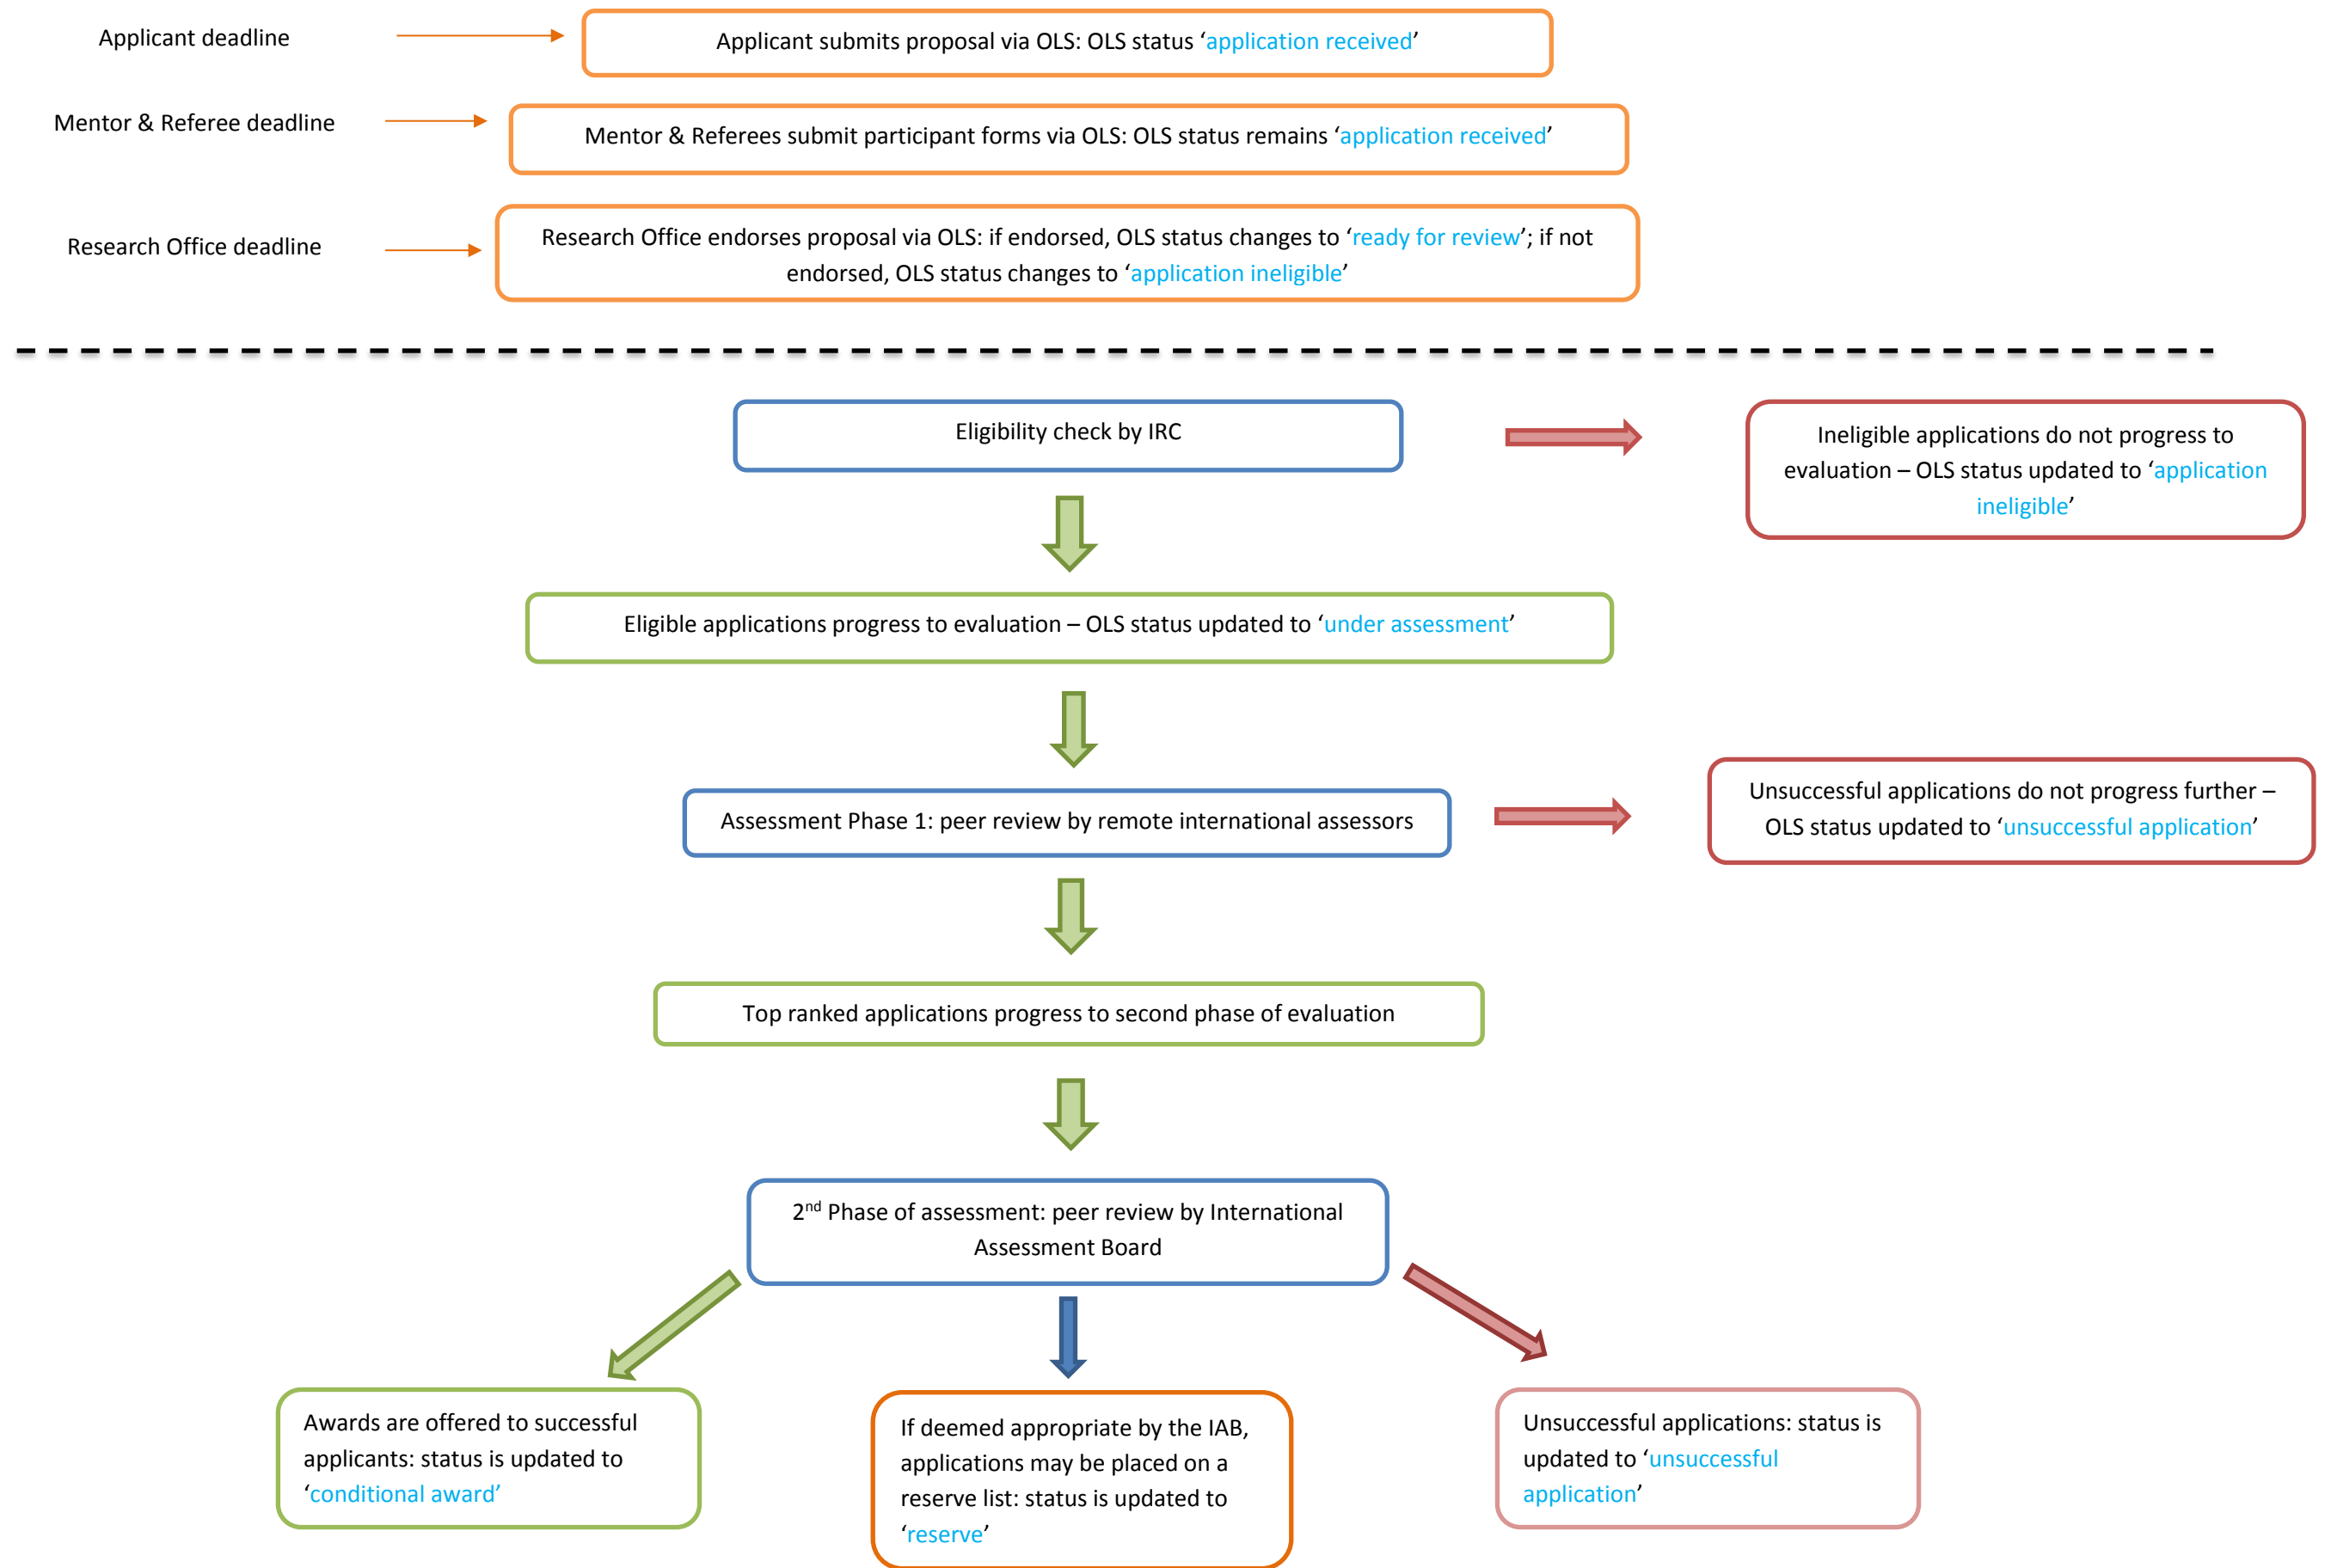 Applicant deadline
Applicant submits proposal via OLS: OLS status ‘application received’
Mentor & Referee deadline
Mentor & Referees submit participant forms via OLS: OLS status remains ‘application received’
Research Office deadline
Research Office endorses proposal via OLS: if endorsed, OLS status changes to ‘ready for review’; if not
endorsed, OLS status changes to ‘application ineligible’
Eligibility check by IRC
Ineligible applications do not progress to
evaluation – OLS status updated to ‘application
ineligible’
Eligible applications progress to evaluation – OLS status updated to ‘under assessment’
Assessment Phase 1: peer review by remote international assessors
Unsuccessful applications do not progress further –
OLS status updated to ‘unsuccessful application’
Top ranked applications progress to second phase of evaluation
2nd Phase of assessment: peer review by International
Assessment Board
Awards are offered to successful
applicants: status is updated to
‘conditional award’
If deemed appropriate by the IAB,
applications may be placed on a
reserve list: status is updated to
‘reserve’
Unsuccessful applications: status is
updated to ‘unsuccessful
application’